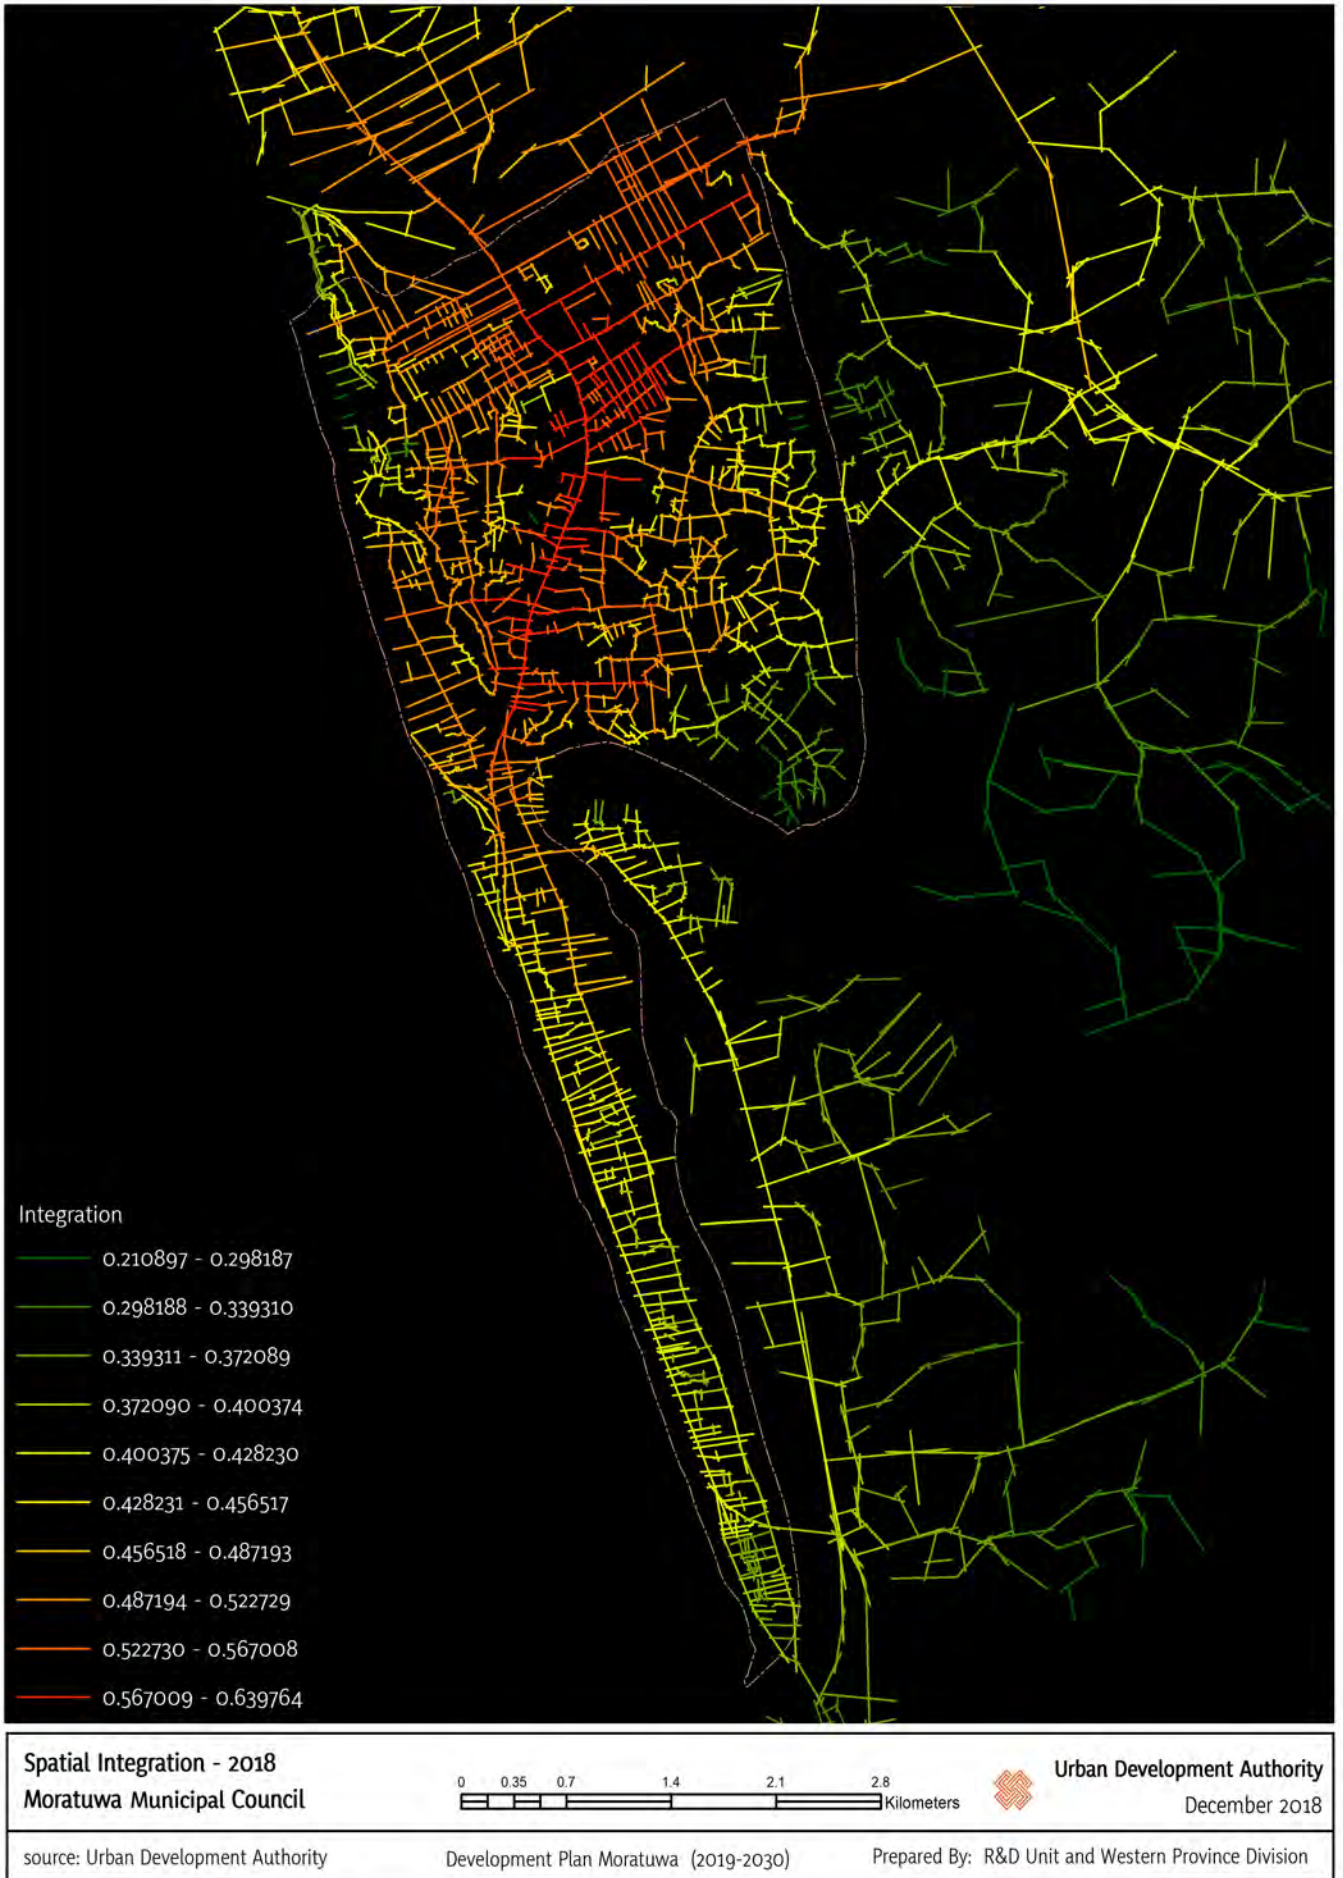 Integration
0.210897 - 0.298187
0.298188 - 0.339310
0.339311 - 0.372089
0.372090 - 0.400374
0.400375 - 0.428230
0.428231 - 0.456517
0.456518 - 0.487193
0.487194 - 0.522729
0.522730 - 0.567008
0.567009 - 0.639764
Spatial Integration - 2018
Moratuwa Municipal Council
0 0.35 0.7 1.4 2.1 2.8
Kilometers
Urban Development Authority
December 2018
source: Urban Development Authority
Development Plan Moratuwa (2019-2030)
Prepared By: R&D Unit and Western Province Division